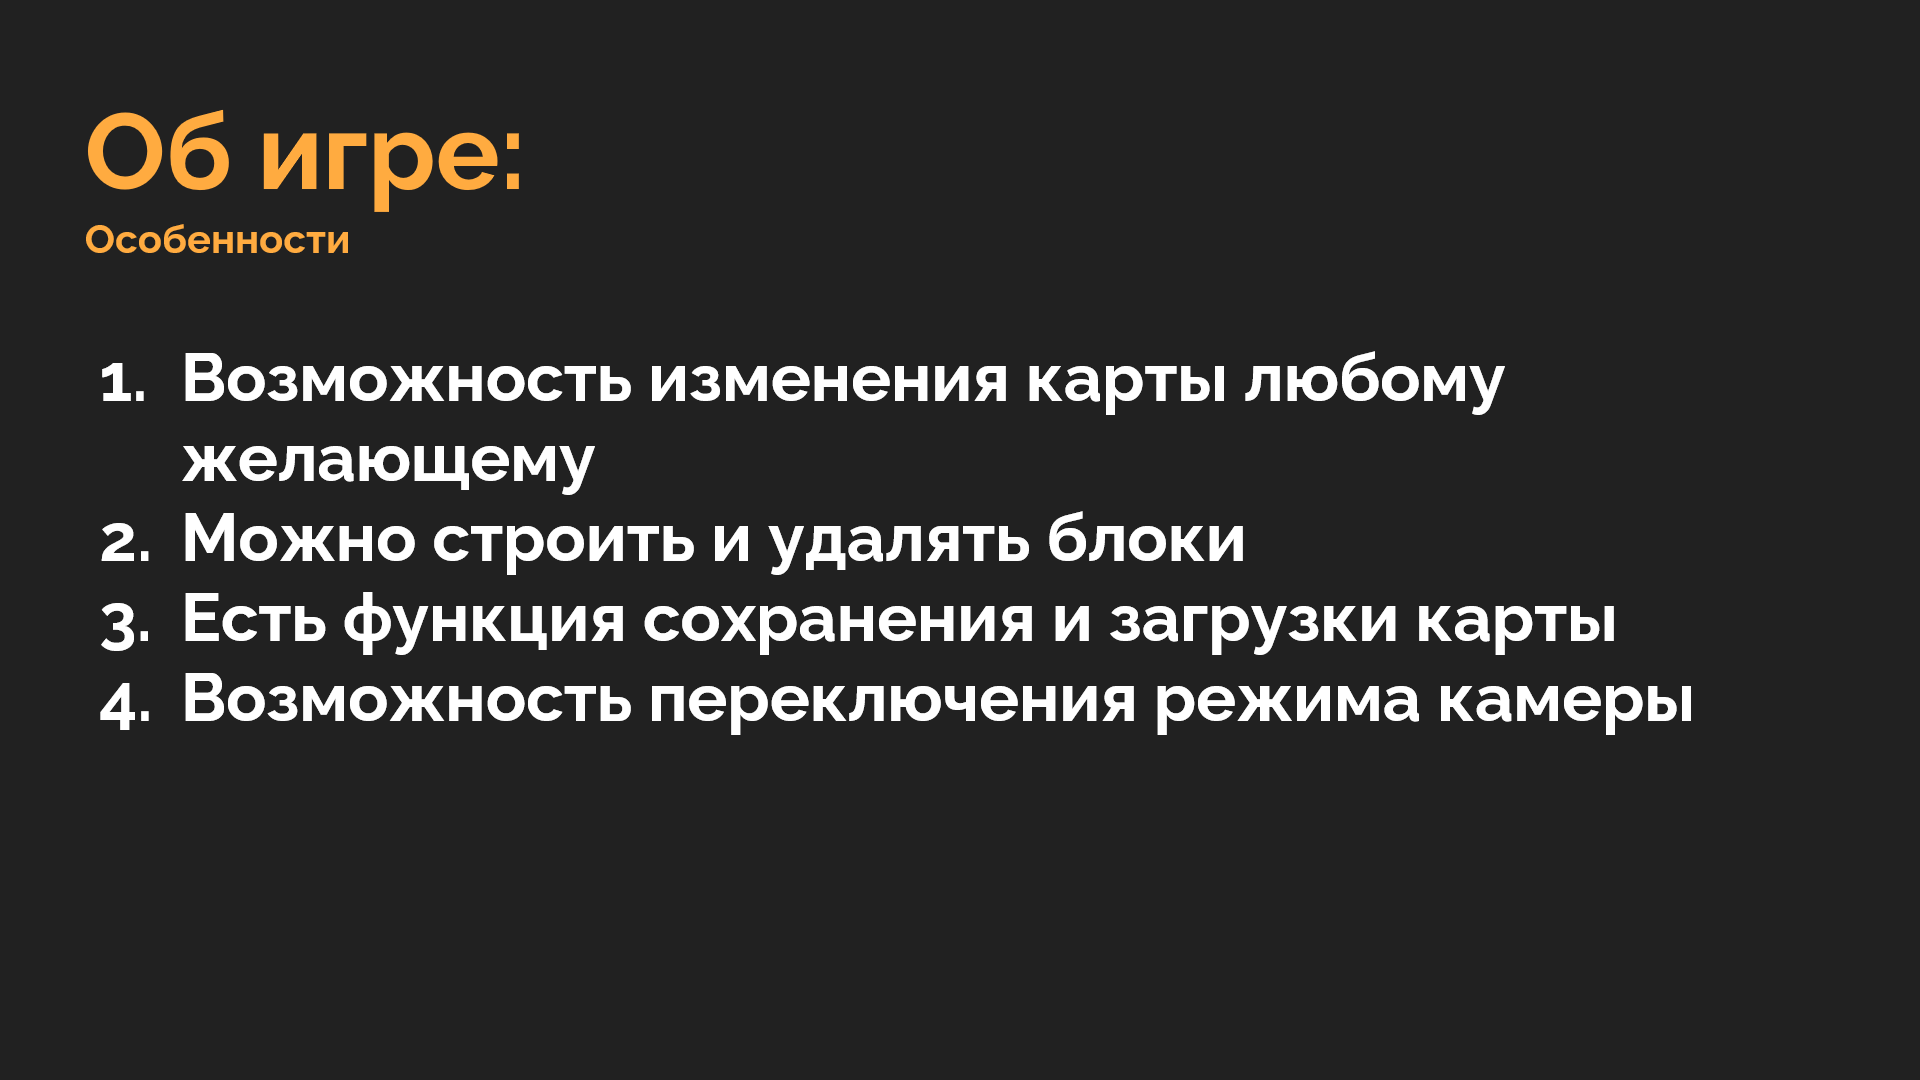 Об игре:
Особенности
1. Возможность изменения карты любому
желающему
2. Можно строить и удалять блоки
3. Есть функция сохранения и загрузки карты
4. Возможность переключения режима камеры